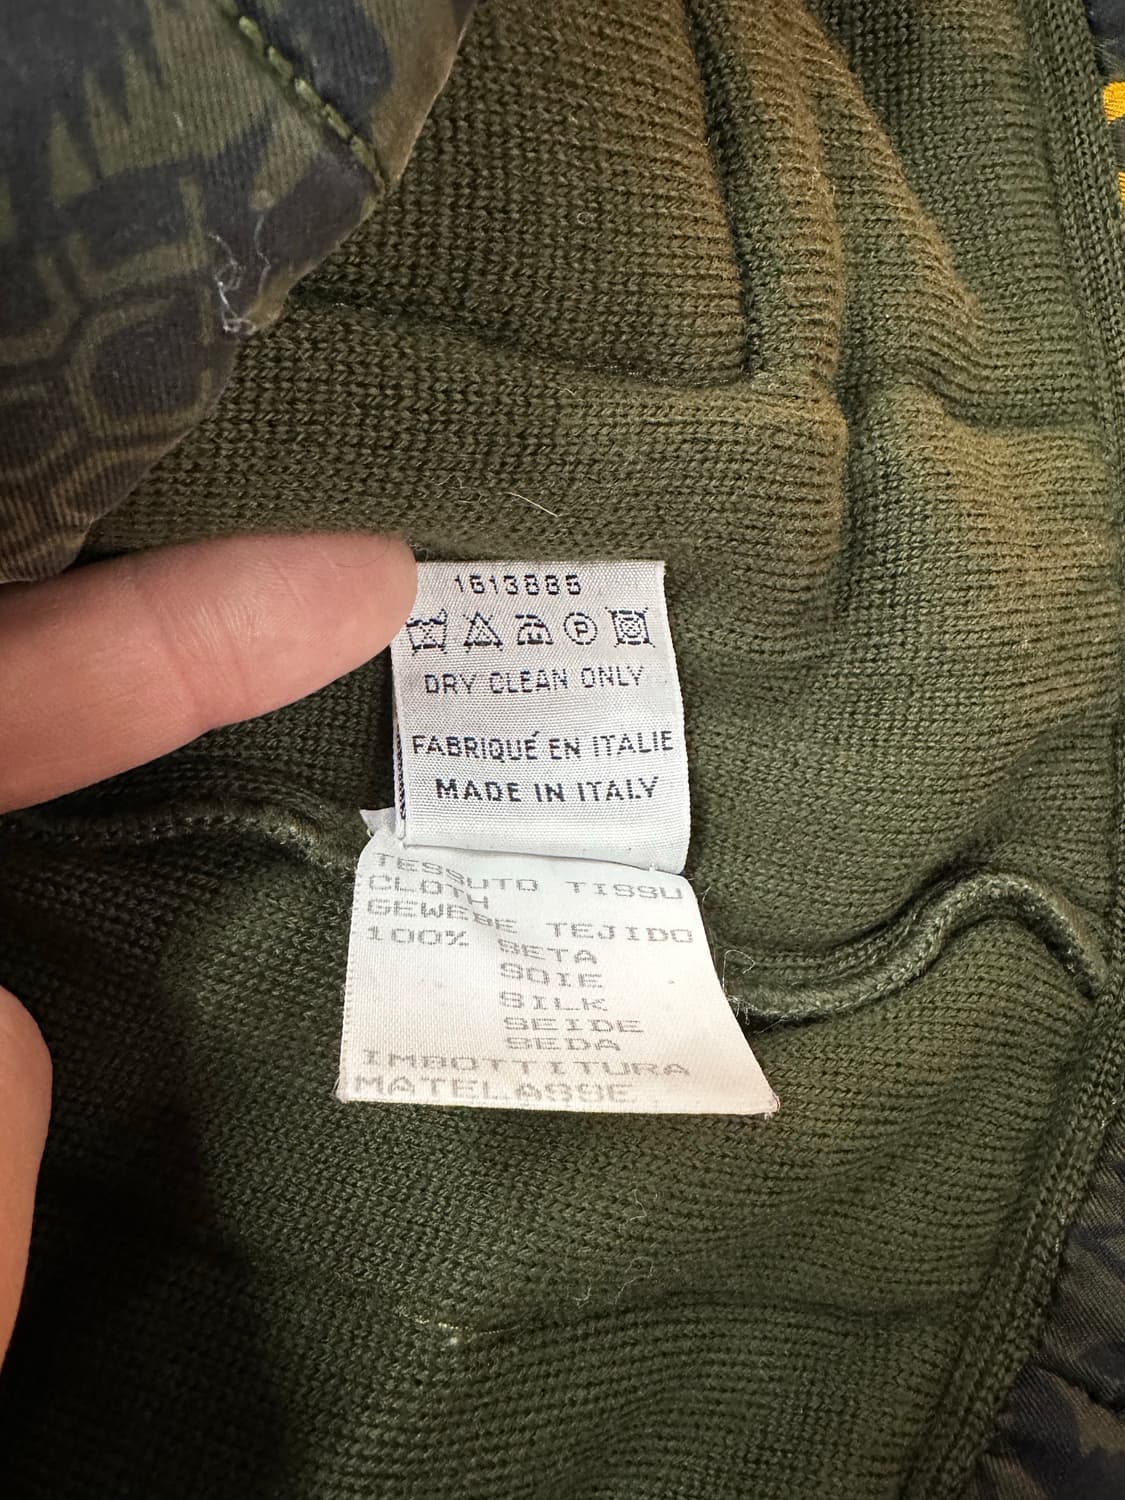 1613885
P
DRY CLEAN ONLY
FABRIQUÉ EN ITALIE
MADE IN ITALY
TESSUTO TISSU
CLOTH
GEWEBE TEJIDO
100% SETA
SOIE
SILK
SEIDE
SEDA
IMBOTTITURA
MATELASSE